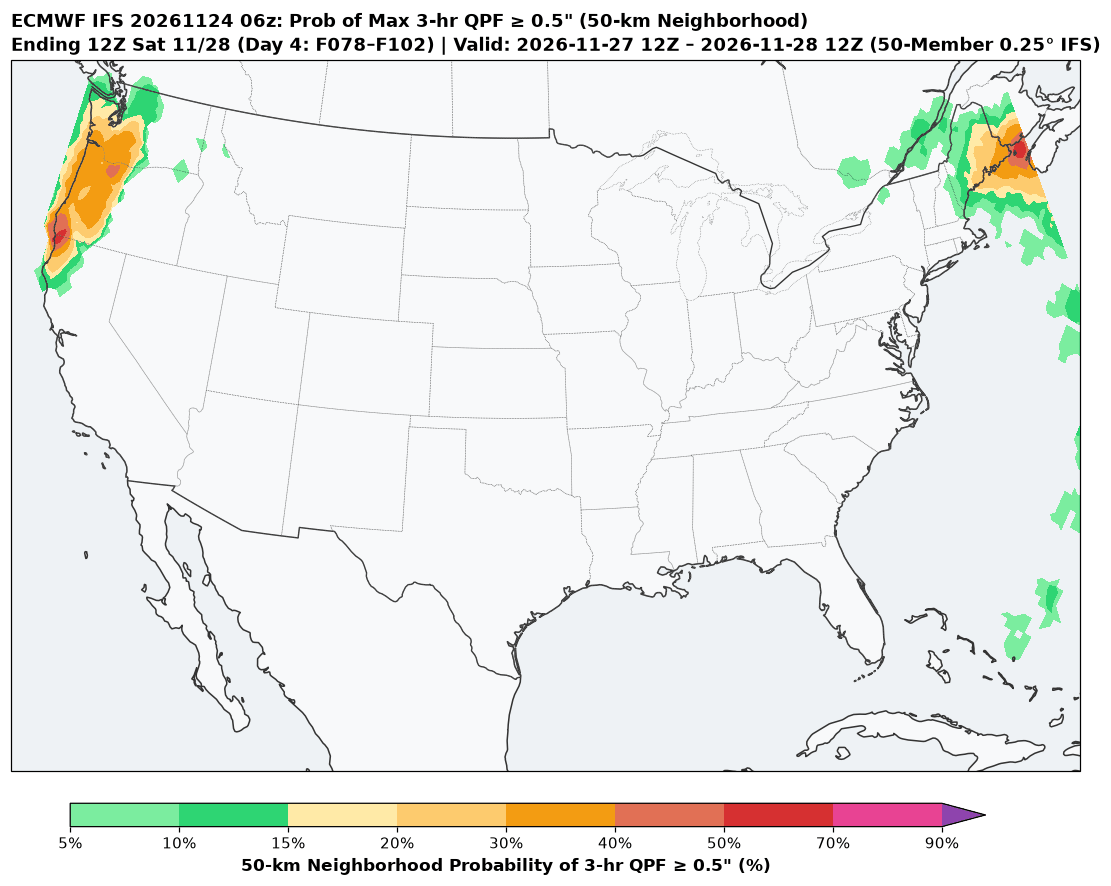 ECMWF IFS 20261124 06z: Prob of Max 3-hr QPF ≥ 0.5" (50-km Neighborhood)
Ending 12Z Sat 11/28 (Day 4: F078–F102) | Valid: 2026-11-27 12Z – 2026-11-28 12Z (50-Member 0.25° IFS)
5% 10% 15% 20% 30% 40% 50% 70% 90%
50-km Neighborhood Probability of 3-hr QPF ≥ 0.5" (%)